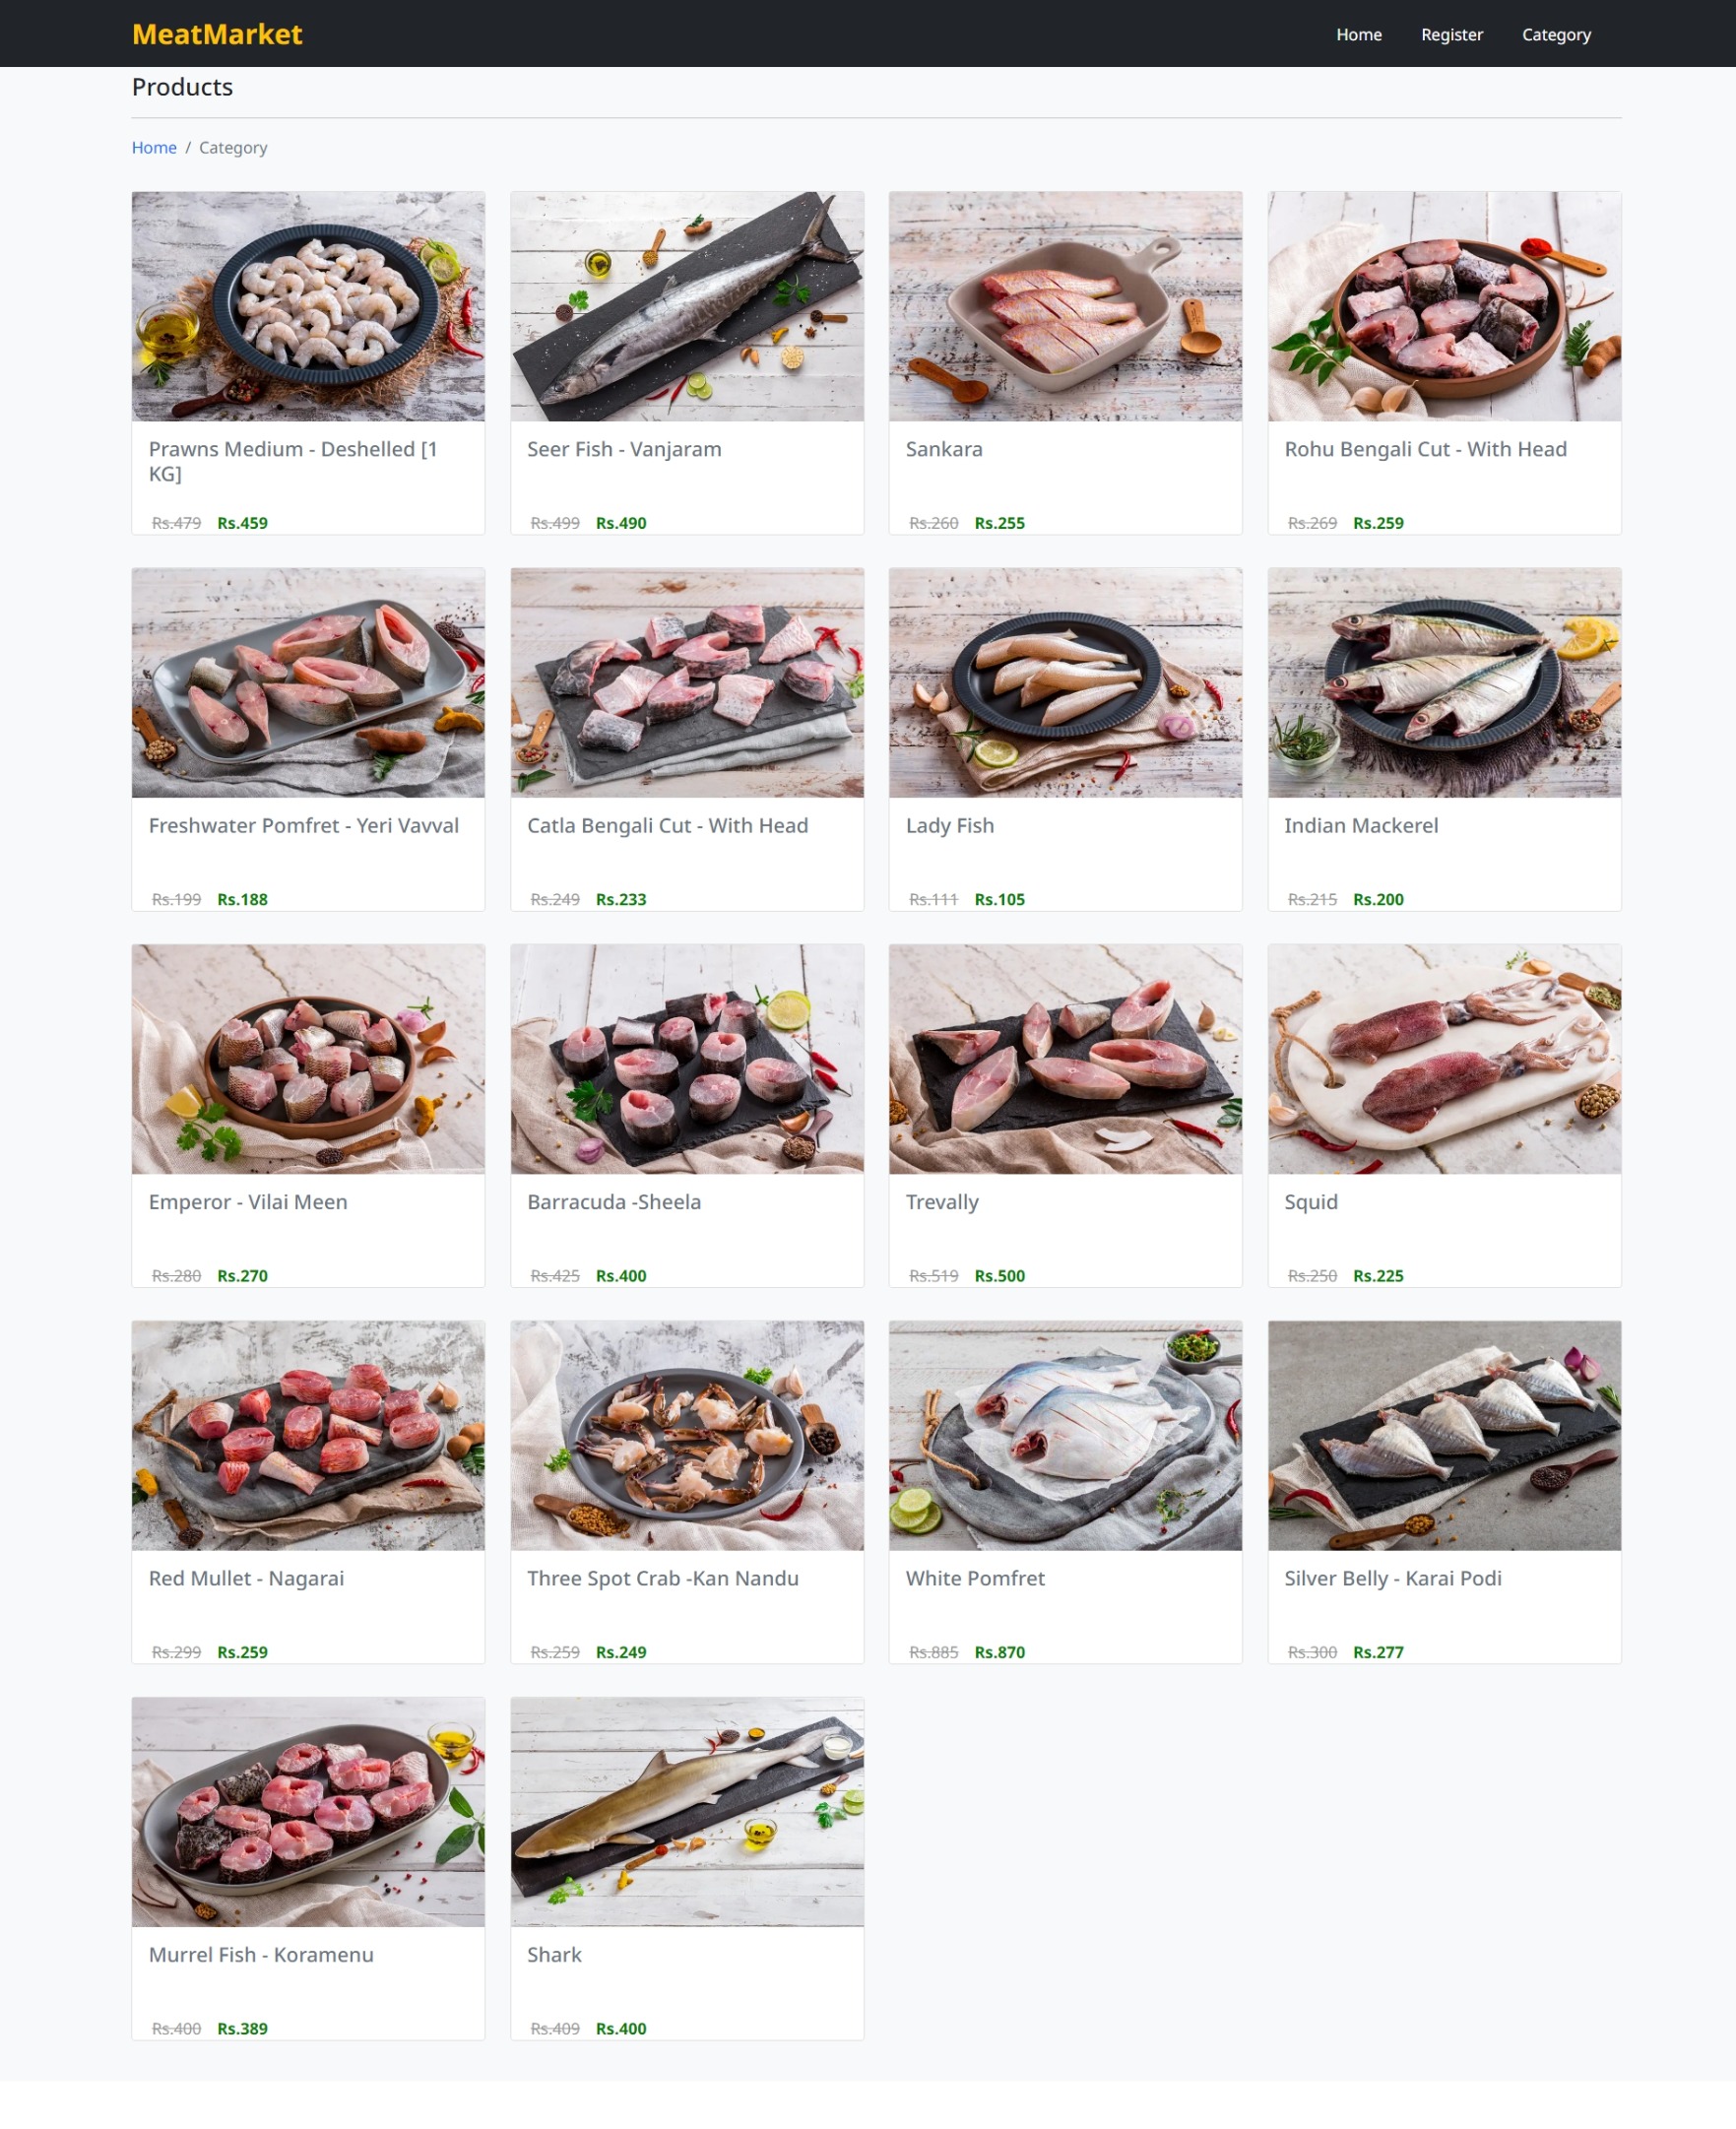 MeatMarket
Home Register Category
Products
Home / Category
Prawns Medium - Deshelled [1
KG]
Rs.479 Rs.459
Seer Fish - Vanjaram
Rs.499 Rs.490
Sankara
Rs.260 Rs.255
Rohu Bengali Cut - With Head
Rs.269 Rs.259
Freshwater Pomfret - Yeri Vavval
Rs.199 Rs.188
Catla Bengali Cut - With Head
Rs.249 Rs.233
Lady Fish
Rs.111 Rs.105
Indian Mackerel
Rs.215 Rs.200
Emperor - Vilai Meen
Rs.280 Rs.270
Barracuda -Sheela
Rs.425 Rs.400
Trevally
Rs.519 Rs.500
Squid
Rs.250 Rs.225
Red Mullet - Nagarai
Rs.299 Rs.259
Three Spot Crab -Kan Nandu
Rs.259 Rs.249
White Pomfret
Rs.885 Rs.870
Silver Belly - Karai Podi
Rs.300 Rs.277
Murrel Fish - Koramenu
Rs.400 Rs.389
Shark
Rs.409 Rs.400